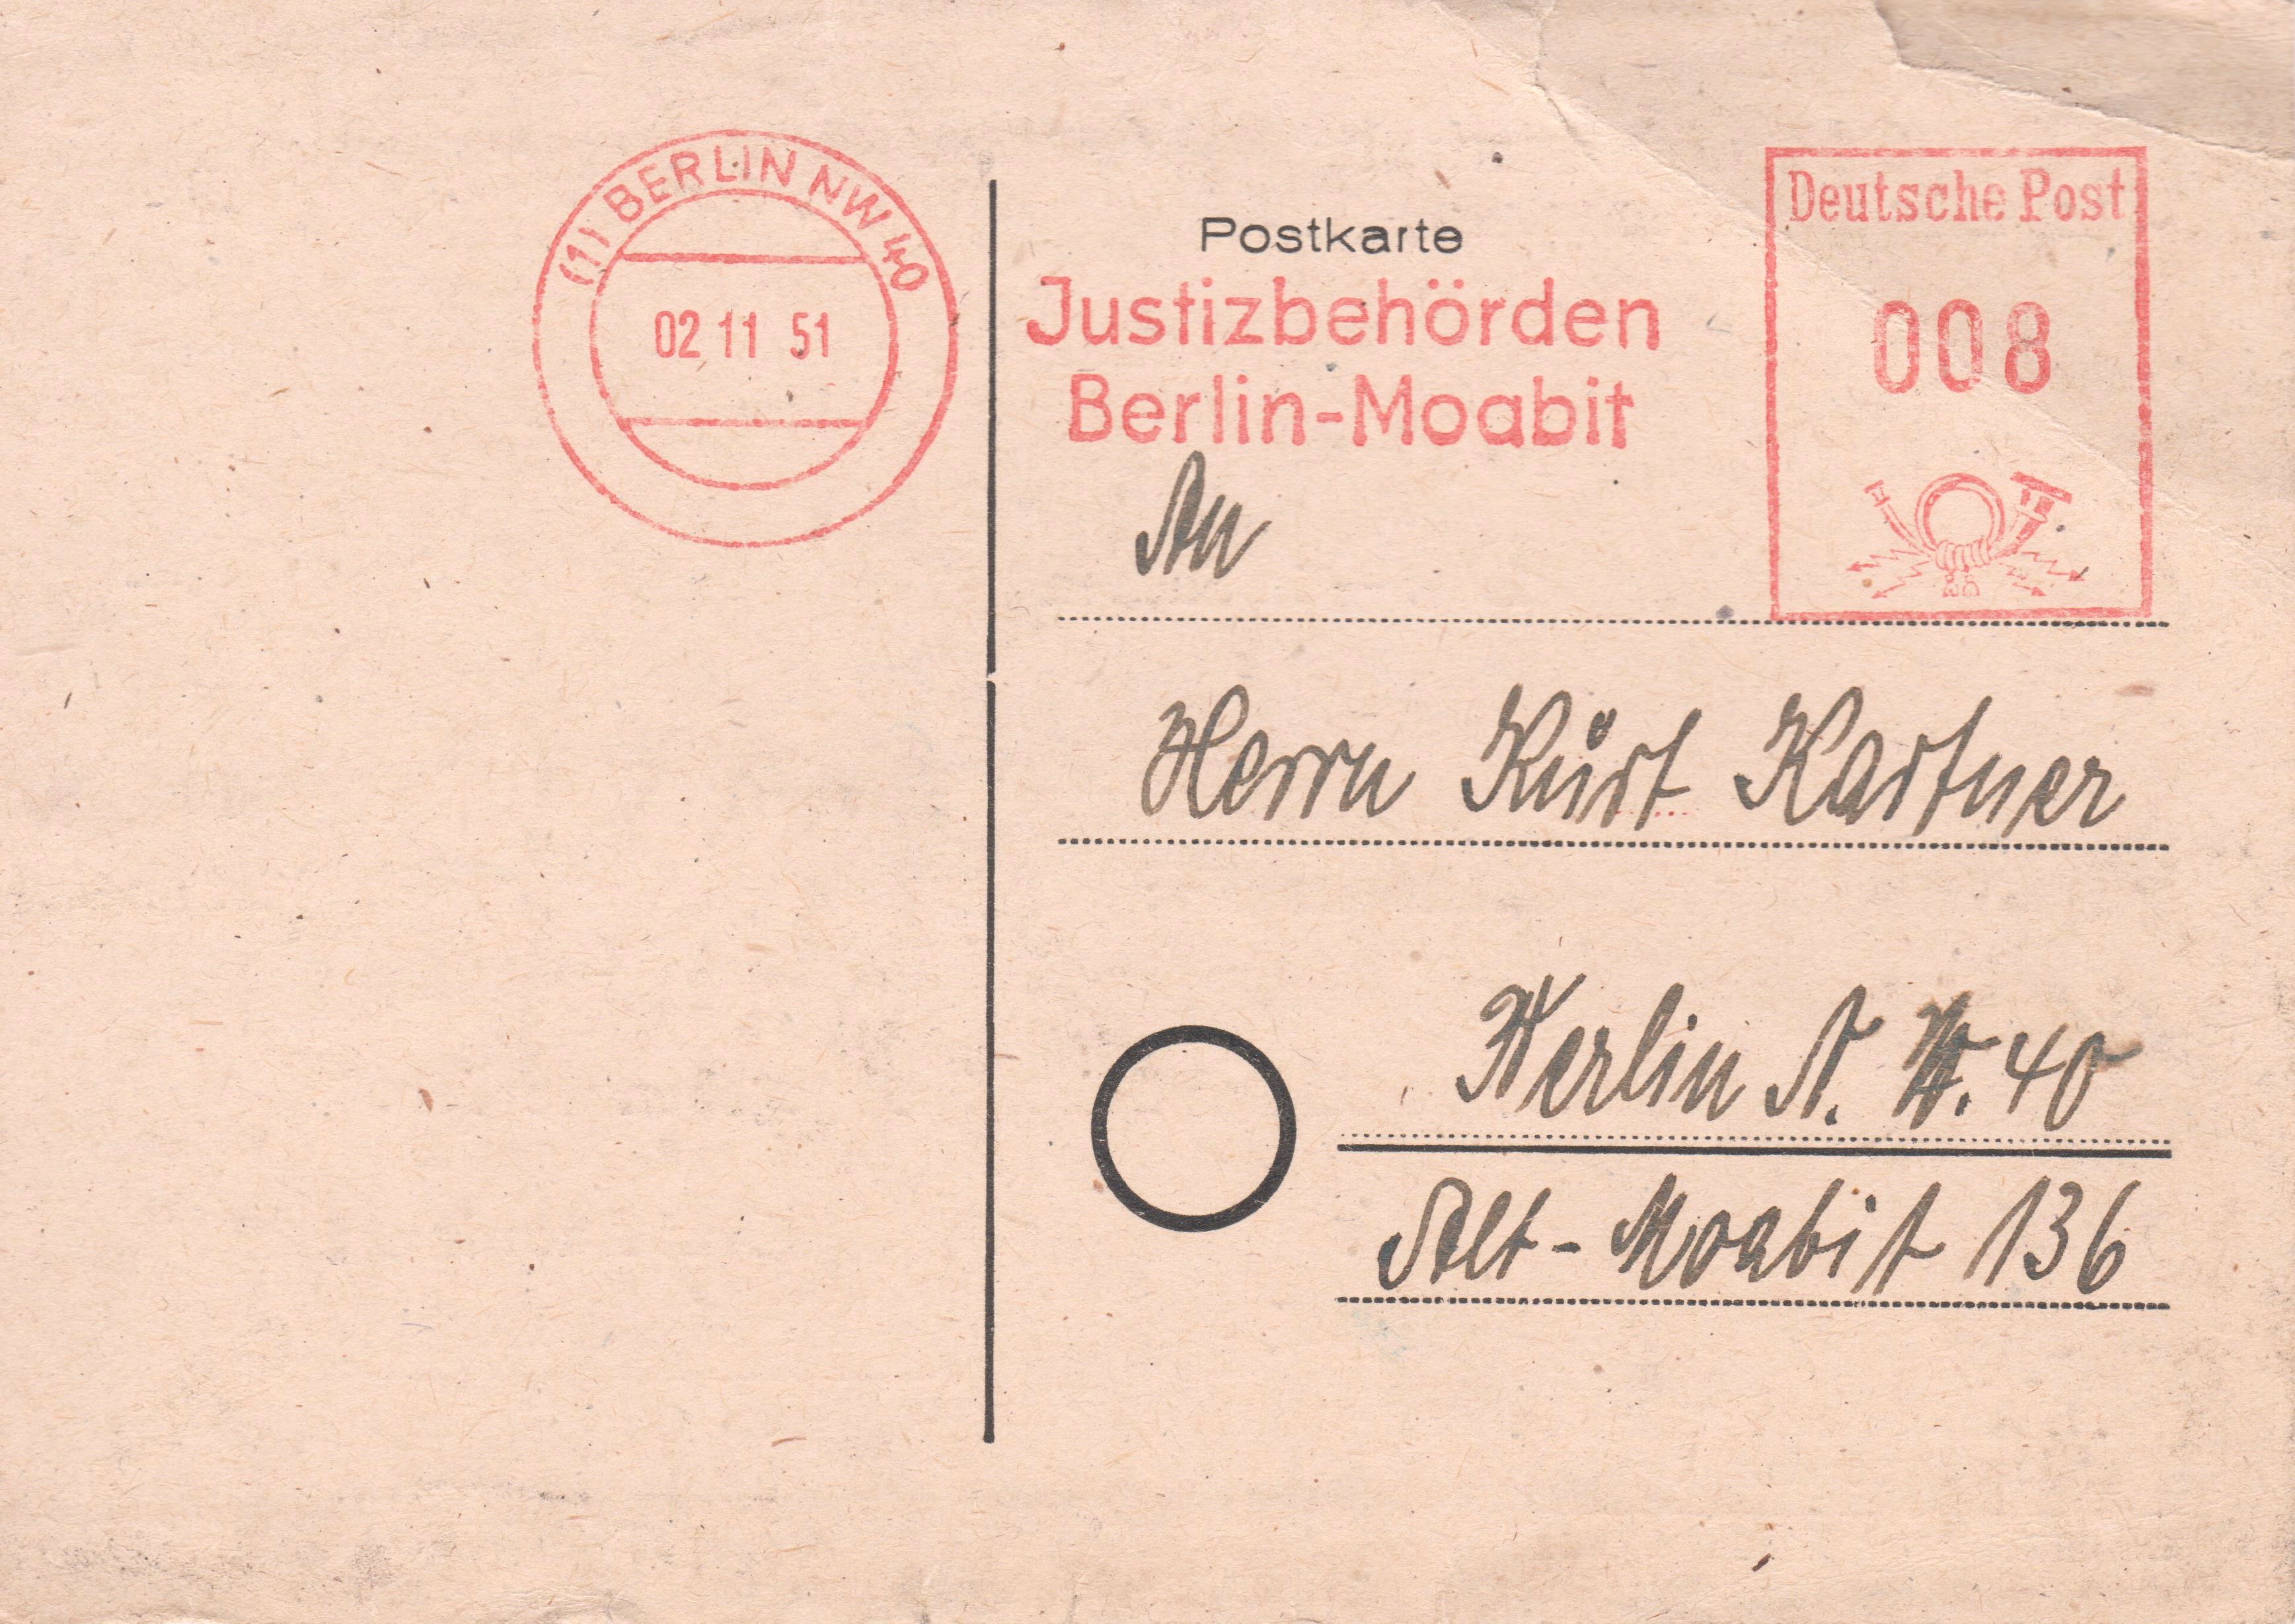 (1) BERLIN NW 40
02 11 51
Postkarte
Justizbehörden
Berlin-Moabit
Deutsche Post
008
An
Herrn Kurt Kartner
Berlin N. W. 40
Alt-Moabit 136